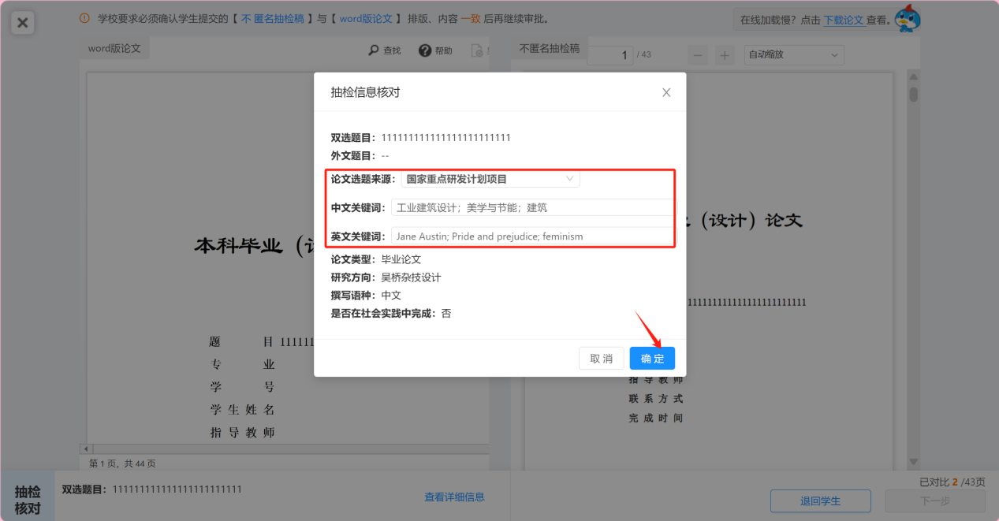 学校要求必须确认学生提交的【 不匿名抽检稿 】与【 word版论文 】 排版、内容 一致 后再继续审批。
在线加载慢？点击 下载论文 查看。
word版论文
查找
帮助
不匿名抽检稿
1 / 43
自动缩放
抽检信息核对
双选题目：111111111111111111111111
外文题目：--
论文选题来源：国家重点研发计划项目
中文关键词：工业建筑设计；美学与节能；建筑
英文关键词：Jane Austin; Pride and prejudice; feminism
论文类型：毕业论文
研究方向：吴桥杂技设计
撰写语种：中文
是否在社会实践中完成：否
取 消
确 定
本科毕业（
题 目 111111
专 业
学 号
学 生 姓 名
指 导 教 师
（设计）论文
指 导 教 师
联 系 方 式
完 成 时 间
第 1 页，共 44 页
抽检
核对
双选题目：111111111111111111111111
查看详细信息
已对比 2 /43页
退回学生
下一步